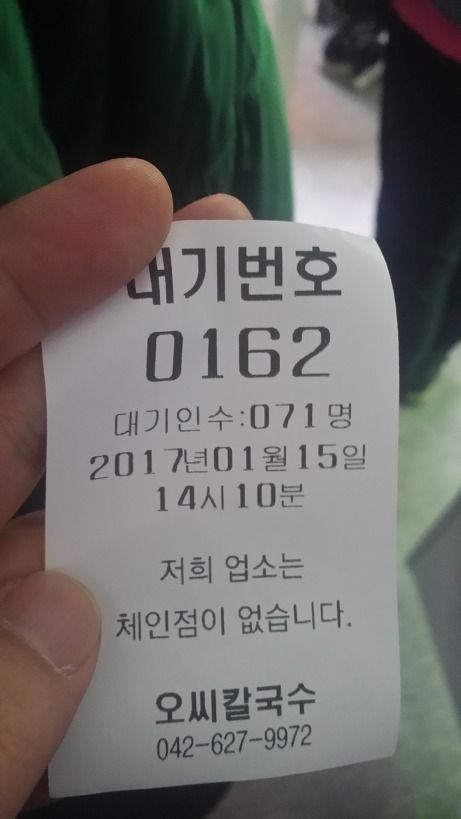 대기번호
0162
대기인수:071명
2017년01월15일
14시10분
저희 업소는
체인점이 없습니다.
오씨칼국수
042-627-9972